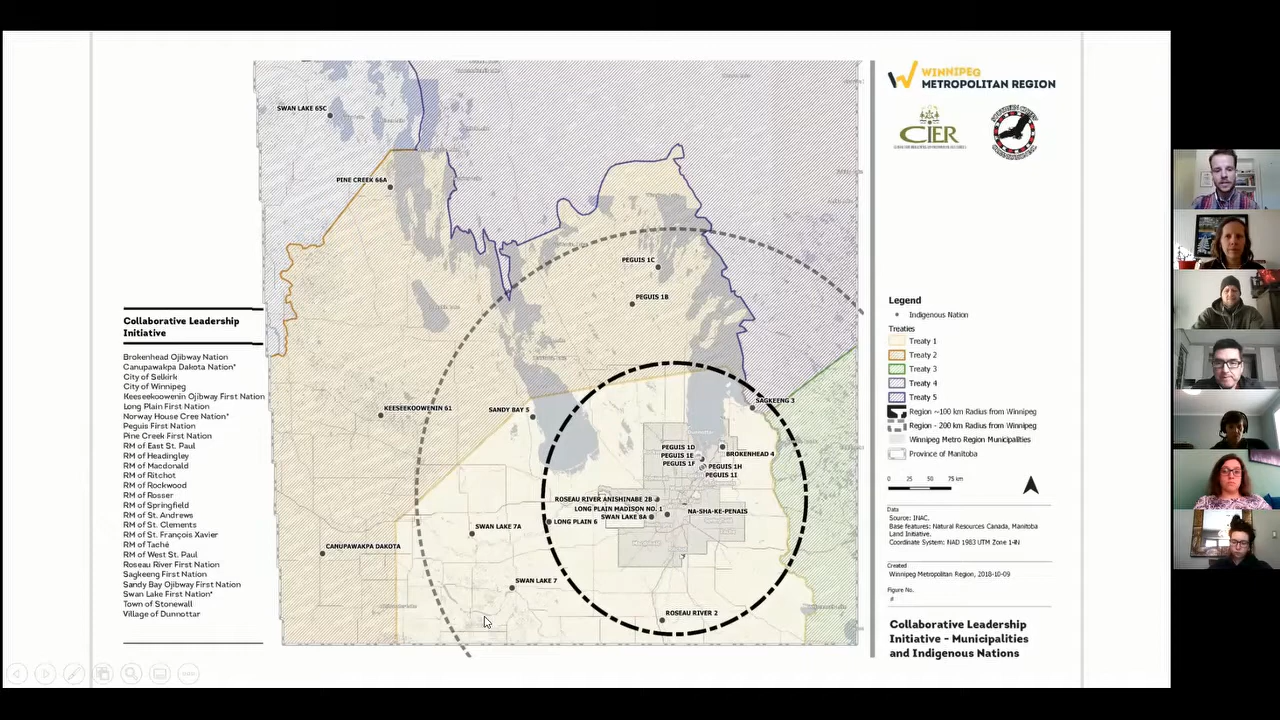 Collaborative Leadership
Initiative
Brokenhead Ojibway Nation
Canupawakpa Dakota Nation*
City of Selkirk
City of Winnipeg
Keeseekoowenin Ojibway First Nation
Long Plain First Nation
Norway House Cree Nation*
Peguis First Nation
Pine Creek First Nation
RM of East St. Paul
RM of Headingley
RM of Macdonald
RM of Ritchot
RM of Rockwood
RM of Rosser
RM of Springfield
RM of St. Andrews
RM of St. Clements
RM of St. François Xavier
RM of Taché
RM of West St. Paul
Roseau River First Nation
Sagkeeng First Nation
Sandy Bay Ojibway First Nation
Swan Lake First Nation*
Town of Stonewall
Village of Dunnottar
SWAN LAKE 65C
PINE CREEK 66A
PEGUIS 1C
PEGUIS 1B
KEESEEKOOWENIN 61
SANDY BAY 5
SAGKEENG 3
PEGUIS 1D
PEGUIS 1E
PEGUIS 1F
BROKENHEAD 4
PEGUIS 1H
PEGUIS 1I
ROSEAU RIVER ANISHINABE 2B
LONG PLAIN MADISON NO. 1
SWAN LAKE 8A
NA-SHA-KE-PENAIS
LONG PLAIN 6
SWAN LAKE 7A
CANUPAWAKPA DAKOTA
SWAN LAKE 7
ROSEAU RIVER 2
WINNIPEG
METROPOLITAN REGION
CIER
Legend
Indigenous Nation
Treaties
Treaty 1
Treaty 2
Treaty 3
Treaty 4
Treaty 5
Region ~100 km Radius from Winnipeg
Region - 200 km Radius from Winnipeg
Winnipeg Metro Region Municipalities
Province of Manitoba
0 25 50 75 km
Data
Source: INAC,
Base features: Natural Resources Canada, Manitoba
Land Initiative.
Coordinate System: NAD 1983 UTM Zone 14N
Created
Winnipeg Metropolitan Region, 2018-10-09
Figure No.
#
Collaborative Leadership
Initiative - Municipalities
and Indigenous Nations